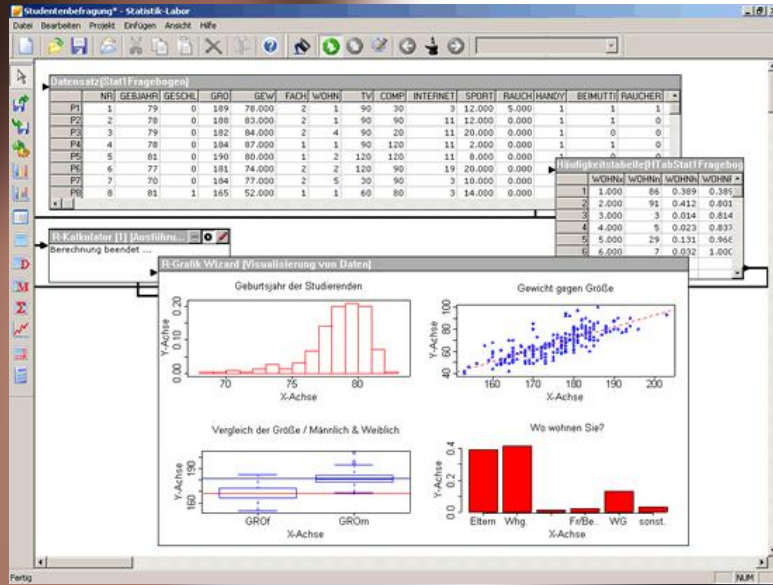 Studentenbefragung* - Statistik-Labor
Datei Bearbeiten Projekt Einfügen Ansicht Hilfe
Datensatz(Stat1Fragebogen)
NR GEBJAHR GESCHL GRO GEW FACH WOHN TV COMP INTERNET SPORT RAUCH HANDY BEIMUTTI RAUCHER
P1 1 79 0 189 78.000 2 1 90 30 3 12.000 5.000 1 1 1
P2 2 78 0 188 83.000 2 1 90 90 11 12.000 0.000 1 1 0
P3 3 79 0 182 84.000 2 4 90 20 11 20.000 0.000 1 0 0
P4 4 78 0 184 87.000 1 1 90 120 11 2.000 0.000 1 1 0
P5 5 81 0 190 80.000 1 2 120 120 11 8.000 0.000
P6 6 77 0 181 74.000 2 2 120 90 19 20.000 0.000
P7 7 70 0 184 77.000 2 5 30 90 3 10.000 0.000
P8 8 81 1 165 52.000 1 1 60 80 3 14.000 0.000
Häufigkeitstabelle(HTabStat1Fragebog
1 1.000 86 0.389 0.389
2 2.000 91 0.412 0.801
3 3.000 3 0.014 0.814
4 4.000 5 0.023 0.837
5 5.000 29 0.131 0.968
6 6.000 7 0.032 1.000
R-Kalkulator [1] (Ausführu...
Berechnung beendet ...
R-Grafik Wizard (Visualisierung von Daten)
Geburtsjahr der Studierenden
Y-Achse
0.00 0.10 0.20
70 75 80
X-Achse
Gewicht gegen Größe
Y-Achse
40 60 80 100
160 170 180 190 200
X-Achse
Vergleich der Größe / Männlich & Weiblich
Y-Achse
160 190
GROf GROm
X-Achse
Wo wohnen Sie?
Y-Achse
0.0 0.2 0.4
Eltern Whg. Fr/Be.. WG sonst.
X-Achse
Fertig
NUM
D
M
Σ